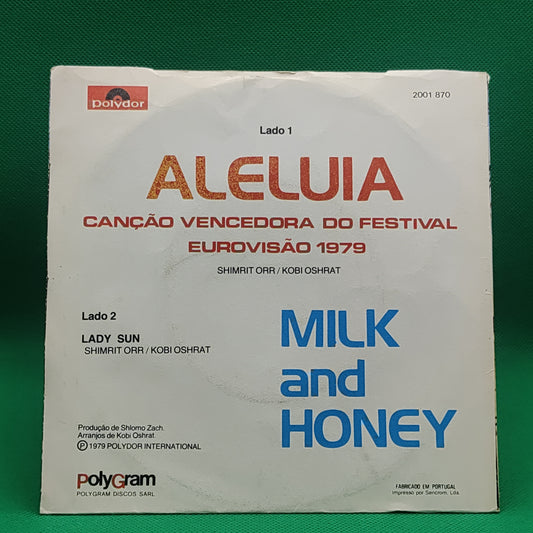 polydor
2001 870
Lado 1
ALELUIA
CANÇÃO VENCEDORA DO FESTIVAL
EUROVISÃO 1979
SHIMRIT ORR / KOBI OSHRAT
Lado 2
LADY SUN
SHIMRIT ORR / KOBI OSHRAT
MILK
and
HONEY
Produção de Shlomo Zach.
Arranjos de Kobi Oshrat
Ⓟ 1979 POLYDOR INTERNATIONAL
PolyGram
POLYGRAM DISCOS SARL
FABRICADO EM PORTUGAL
Impresso por Sencrom, Lda.